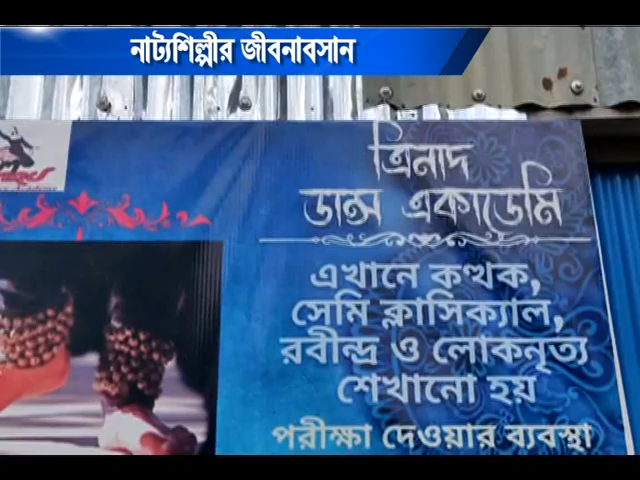 নাট্যশিল্পীর জীবনাবসান
ত্রিনাদ
ডান্স একাডেমি
এখানে কত্থক,
সেমি ক্লাসিক্যাল,
রবীন্দ্র ও লোকনৃত্য
শেখানো হয়
পরীক্ষা দেওয়ার ব্যবস্থা